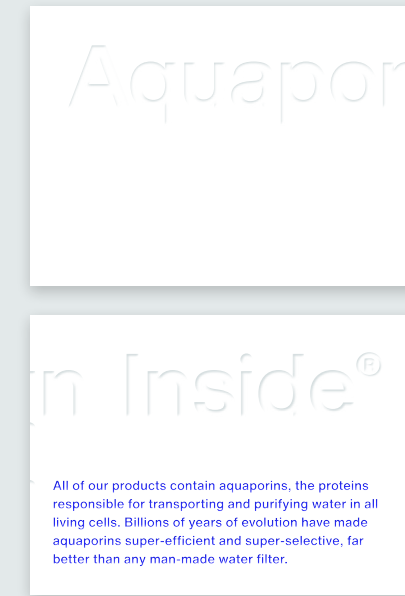 Aquapor
n Inside®
All of our products contain aquaporins, the proteins
responsible for transporting and purifying water in all
living cells. Billions of years of evolution have made
aquaporins super-efficient and super-selective, far
better than any man-made water filter.